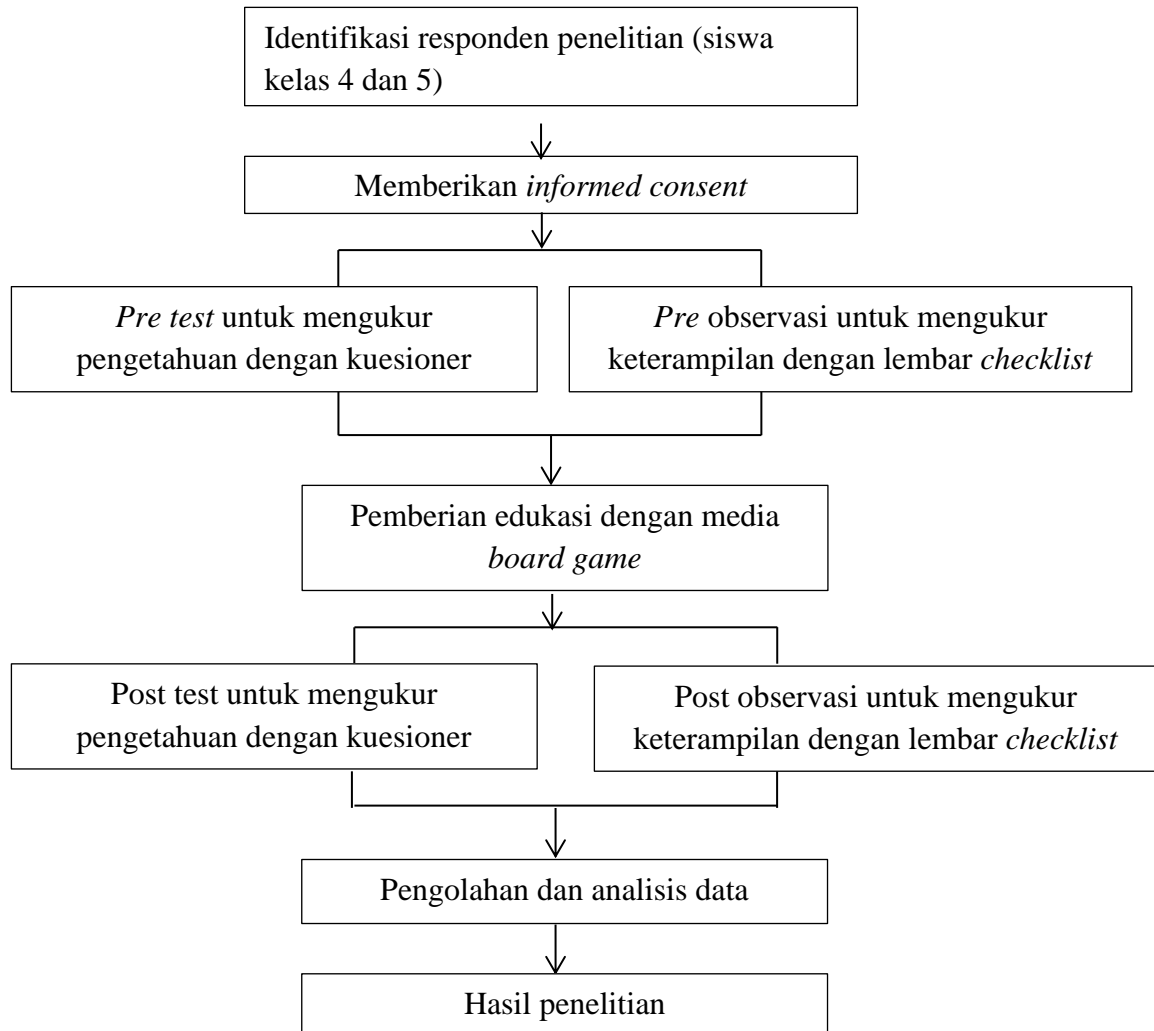 Identifikasi responden penelitian (siswa
kelas 4 dan 5)
Memberikan informed consent
Pre test untuk mengukur
pengetahuan dengan kuesioner
Pre observasi untuk mengukur
keterampilan dengan lembar checklist
Pemberian edukasi dengan media
board game
Post test untuk mengukur
pengetahuan dengan kuesioner
Post observasi untuk mengukur
keterampilan dengan lembar checklist
Pengolahan dan analisis data
Hasil penelitian